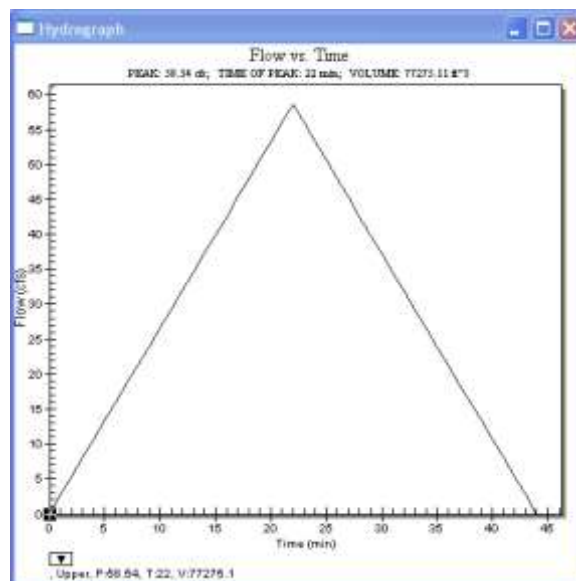 Hydrograph
Flow vs. Time
PEAK: 58.54 cfs; TIME OF PEAK: 22 min; VOLUME: 77275.11 ft^3
60
55
50
45
40
35
30
25
20
15
10
5
0
Flow (cfs)
0 5 10 15 20 25 30 35 40 45
Time (min)
, Upper, P:58.54, T:22, V:77275.1